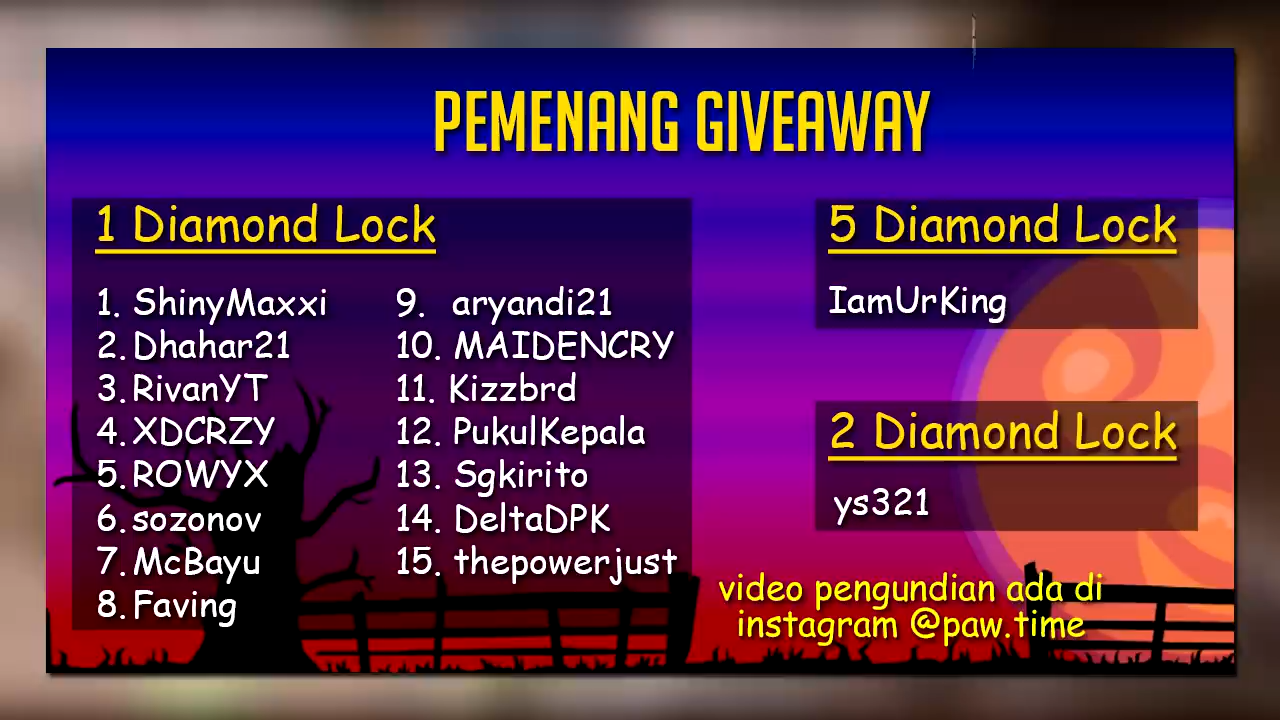 PEMENANG GIVEAWAY
1 Diamond Lock
1. ShinyMaxxi
2. Dhahar21
3. RivanYT
4. XDCRZY
5. ROWYX
6. sozonov
7. McBayu
8. Faving
9. aryandi21
10. MAIDENCRY
11. Kizzbrd
12. PukulKepala
13. Sgkirito
14. DeltaDPK
15. thepowerjust
5 Diamond Lock
IamUrKing
2 Diamond Lock
ys321
video pengundian ada di
instagram @paw.time